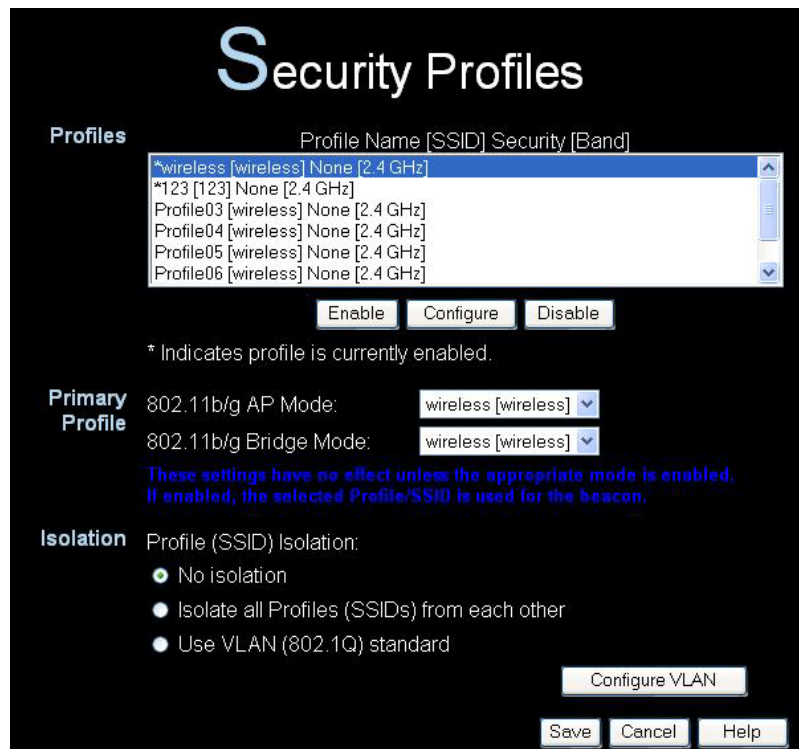 Security Profiles
Profiles
Profile Name [SSID] Security [Band]
*wireless [wireless] None [2.4 GHz]
*123 [123] None [2.4 GHz]
Profile03 [wireless] None [2.4 GHz]
Profile04 [wireless] None [2.4 GHz]
Profile05 [wireless] None [2.4 GHz]
Profile06 [wireless] None [2.4 GHz]
Enable Configure Disable
* Indicates profile is currently enabled.
Primary Profile
802.11b/g AP Mode: wireless [wireless]
802.11b/g Bridge Mode: wireless [wireless]
These settings have no effect unless the appropriate mode is enabled.
If enabled, the selected Profile/SSID is used for the beacon.
Isolation
Profile (SSID) Isolation:
No isolation
Isolate all Profiles (SSIDs) from each other
Use VLAN (802.1Q) standard
Configure VLAN
Save Cancel Help